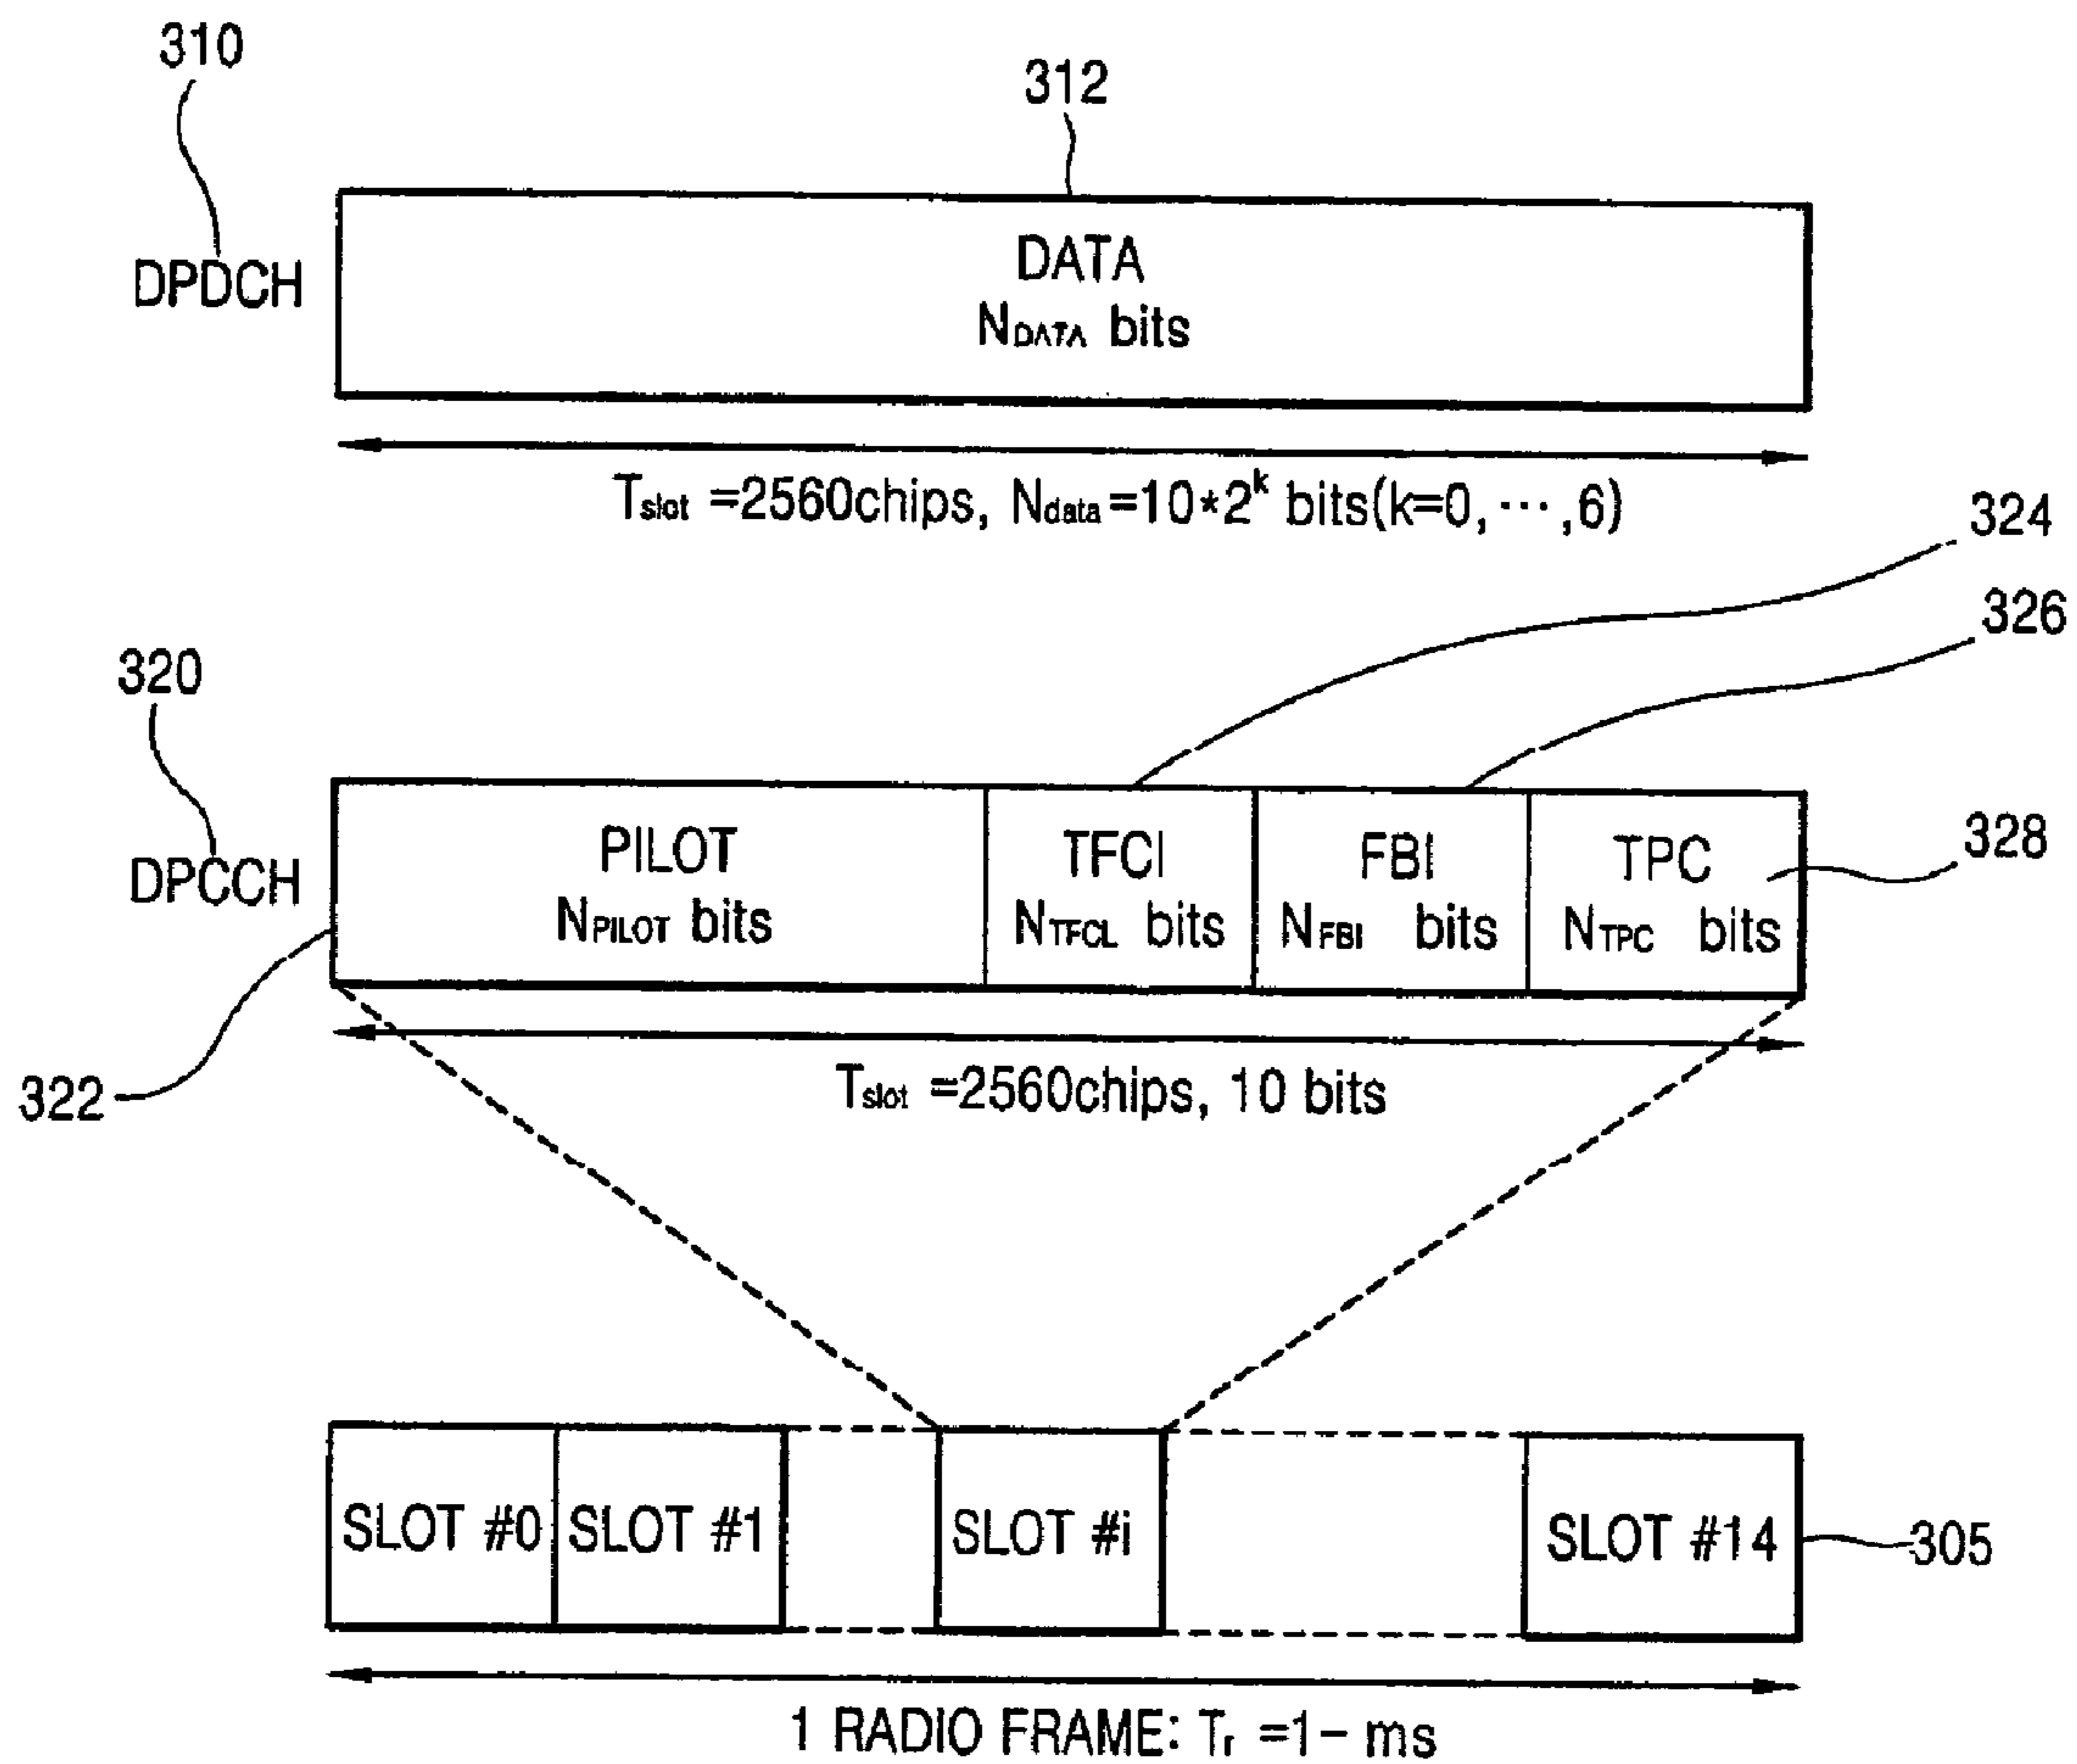 310
312
DPDCH
DATA
NDATA bits
Tslot =2560chips, Ndata=10*2^k bits(k=0, ⋯ ,6)
324
326
320
DPCCH
PILOT
NPILOT bits
TFCI
NTFCL bits
FBI
NFBI bits
TPC
NTPC bits
328
322
Tslot =2560chips, 10 bits
SLOT #0
SLOT #1
SLOT #i
SLOT #14
305
1 RADIO FRAME: Tr =1- ms